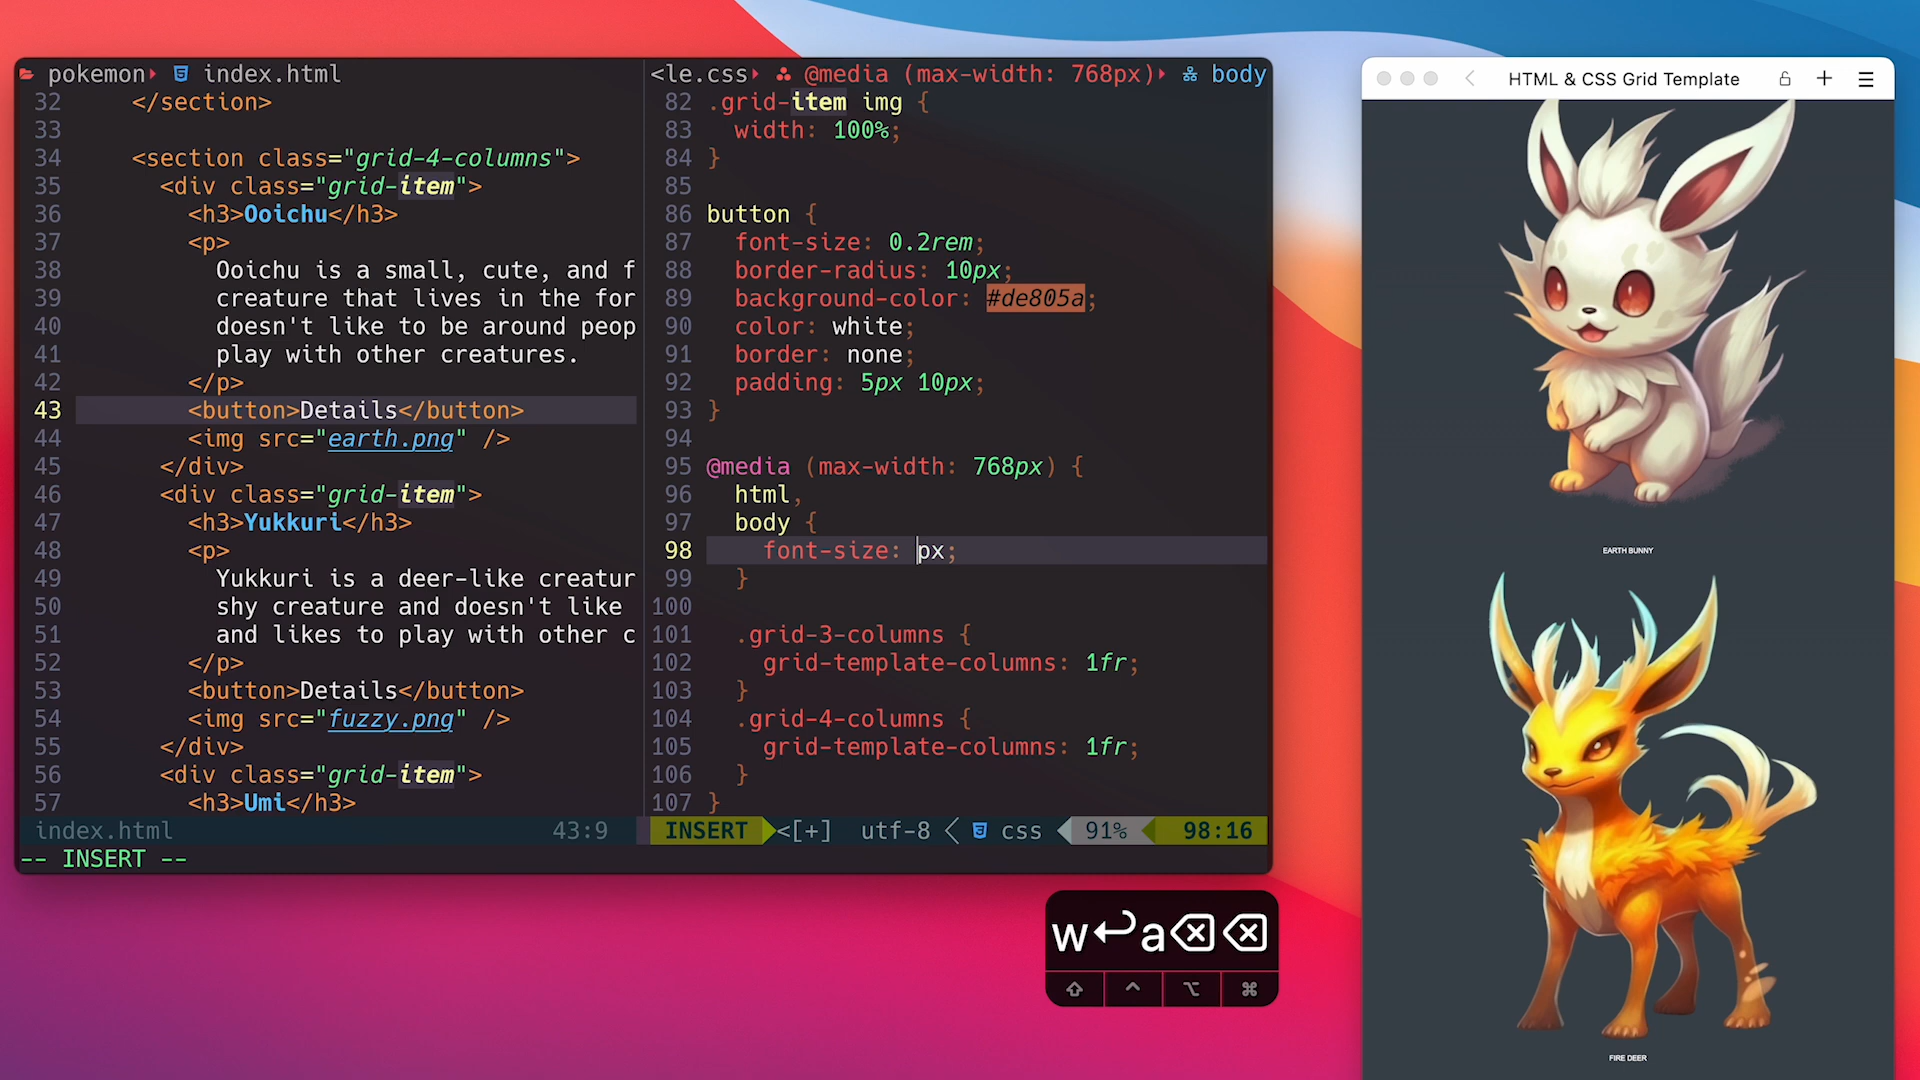 pokemon index.html
32 </section>
33
34 <section class="grid-4-columns">
35 <div class="grid-item">
36 <h3>Ooichu</h3>
37 <p>
38 Ooichu is a small, cute, and f
39 creature that lives in the for
40 doesn't like to be around peop
41 play with other creatures.
42 </p>
43 <button>Details</button>
44 <img src="earth.png" />
45 </div>
46 <div class="grid-item">
47 <h3>Yukkuri</h3>
48 <p>
49 Yukkuri is a deer-like creatur
50 shy creature and doesn't like
51 and likes to play with other c
52 </p>
53 <button>Details</button>
54 <img src="fuzzy.png" />
55 </div>
56 <div class="grid-item">
57 <h3>Umi</h3>
index.html 43:9
-- INSERT --
<le.css @media (max-width: 768px) body
82 .grid-item img {
83 width: 100%;
84 }
85
86 button {
87 font-size: 0.2rem;
88 border-radius: 10px;
89 background-color: #de805a;
90 color: white;
91 border: none;
92 padding: 5px 10px;
93 }
94
95 @media (max-width: 768px) {
96 html,
97 body {
98 font-size: px;
99 }
100
101 .grid-3-columns {
102 grid-template-columns: 1fr;
103 }
104 .grid-4-columns {
105 grid-template-columns: 1fr;
106 }
107 }
INSERT <[+] utf-8 css 91% 98:16
w↩a⌫⌫
⇧ ^ ⌥ ⌘
HTML & CSS Grid Template
EARTH BUNNY
FIRE DEER